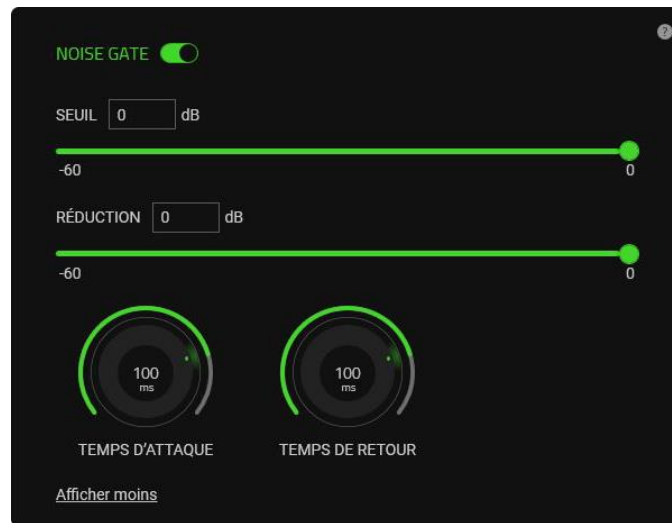 ?
NOISE GATE
SEUIL 0 dB
-60 0
RÉDUCTION 0 dB
-60 0
100 100
ms ms
TEMPS D'ATTAQUE TEMPS DE RETOUR
Afficher moins